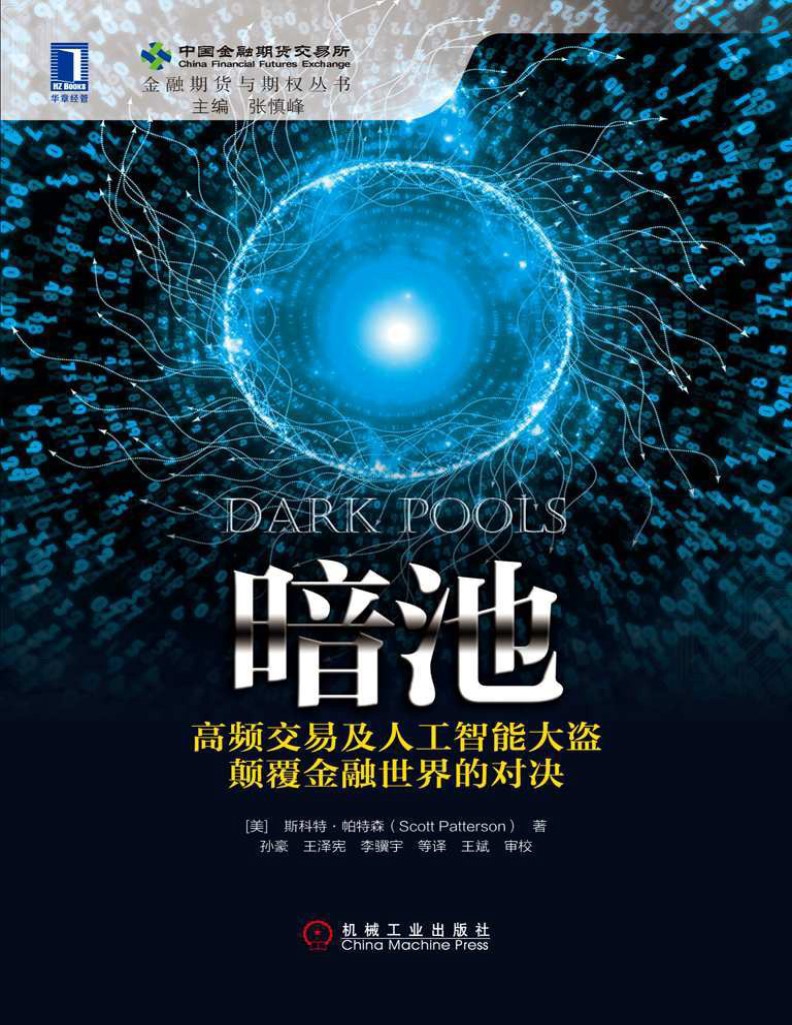 HZ BOOKS
华章经管
中国金融期货交易所
China Financial Futures Exchange
金融期货与期权丛书
主编 张慎峰
DARK POOLS
暗池
高频交易及人工智能大盗
颠覆金融世界的对决
[美] 斯科特·帕特森(Scott Patterson) 著
孙豪 王泽宪 李骥宇 等译 王斌 审校
机械工业出版社
China Machine Press